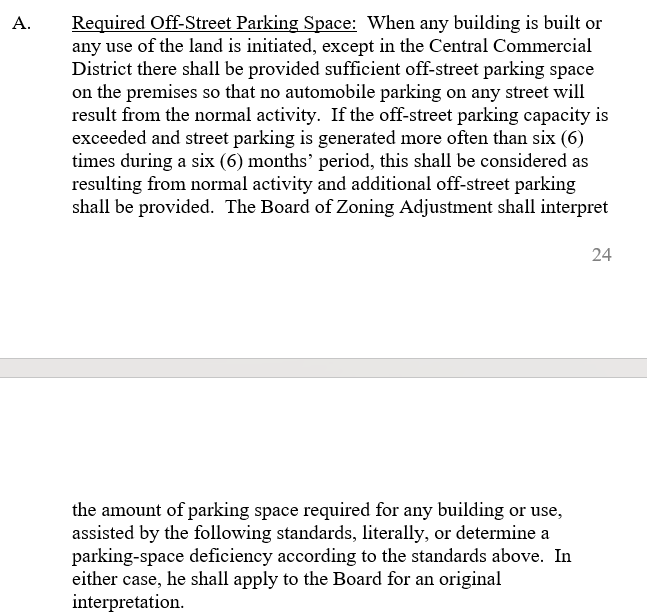 A. Required Off-Street Parking Space: When any building is built or
any use of the land is initiated, except in the Central Commercial
District there shall be provided sufficient off-street parking space
on the premises so that no automobile parking on any street will
result from the normal activity. If the off-street parking capacity is
exceeded and street parking is generated more often than six (6)
times during a six (6) months’ period, this shall be considered as
resulting from normal activity and additional off-street parking
shall be provided. The Board of Zoning Adjustment shall interpret
24
the amount of parking space required for any building or use,
assisted by the following standards, literally, or determine a
parking-space deficiency according to the standards above. In
either case, he shall apply to the Board for an original
interpretation.